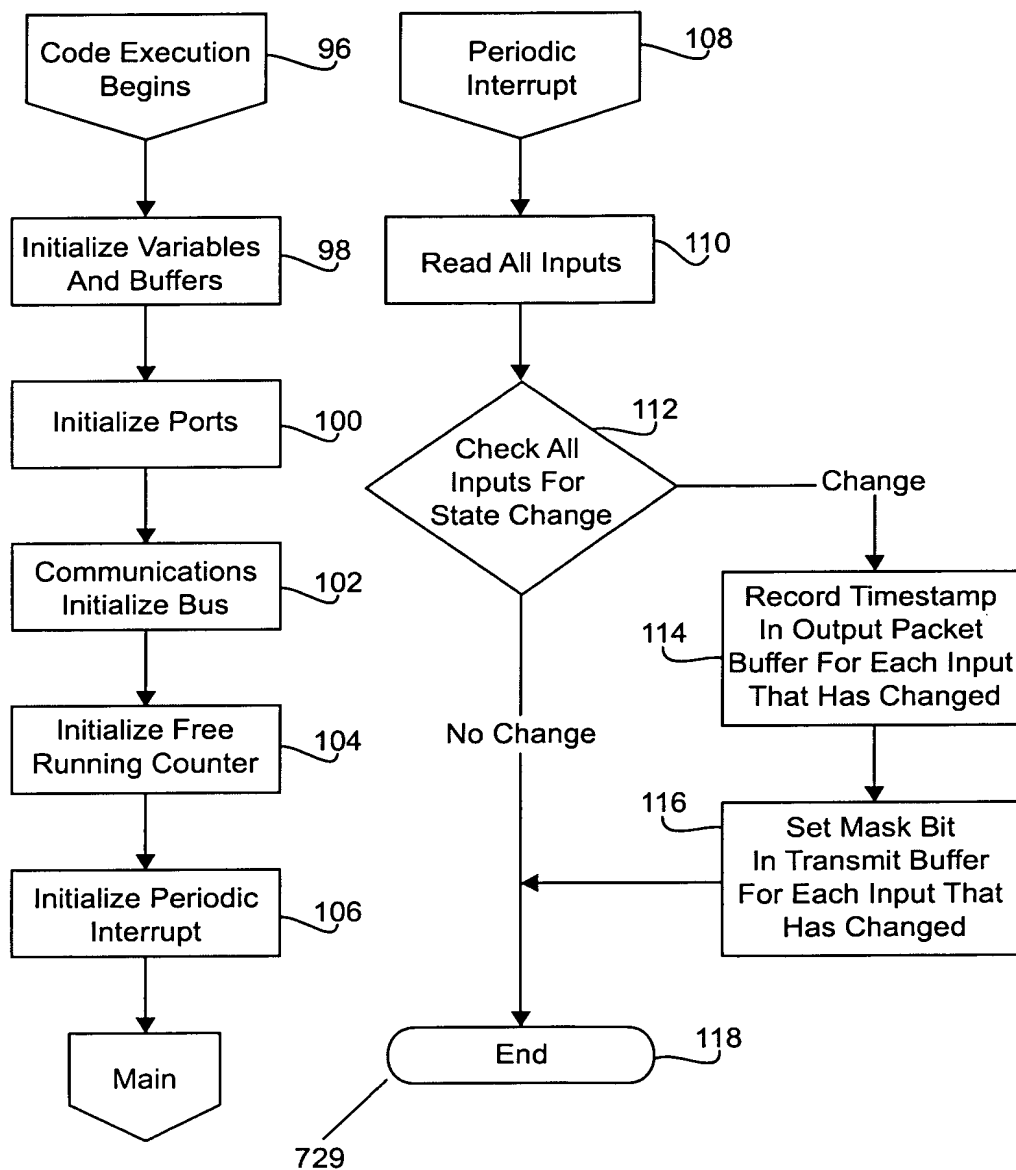 Code Execution
Begins
96
Initialize Variables
And Buffers
98
Initialize Ports
100
Communications
Initialize Bus
102
Initialize Free
Running Counter
104
Initialize Periodic
Interrupt
106
Main
Periodic
Interrupt
108
Read All Inputs
110
Check All
Inputs For
State Change
112
Change
Record Timestamp
In Output Packet
Buffer For Each Input
That Has Changed
114
No Change
Set Mask Bit
In Transmit Buffer
For Each Input That
Has Changed
116
End
118
729